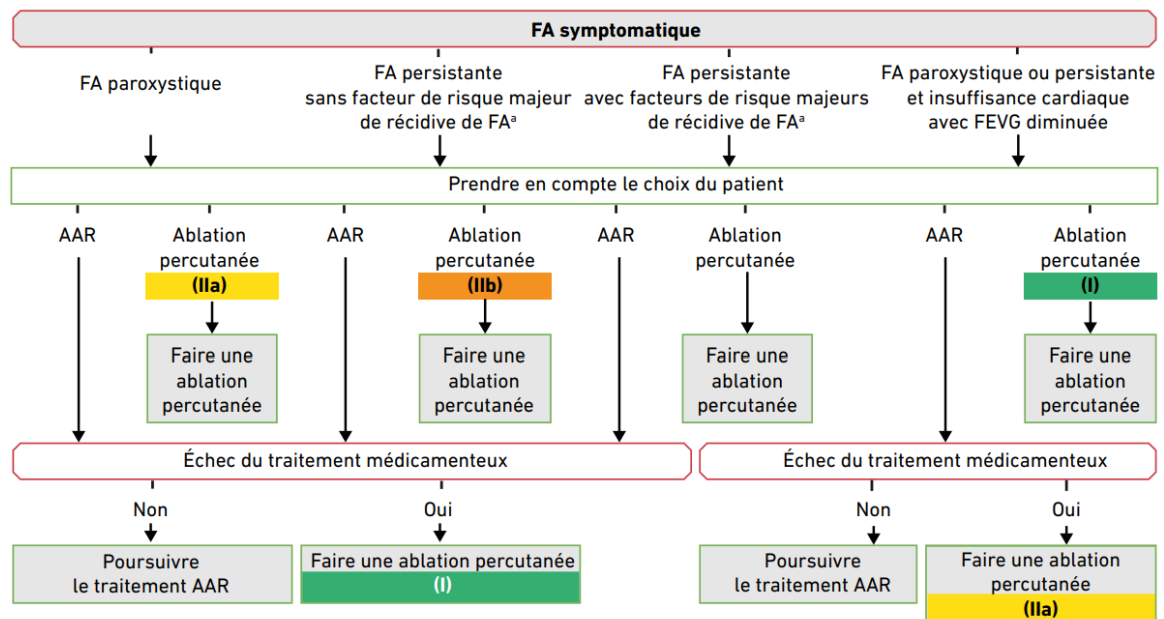 FA symptomatique
FA paroxystique
FA persistante
sans facteur de risque majeur
de récidive de FAᵃ
FA persistante
avec facteurs de risque majeurs
de récidive de FAᵃ
FA paroxystique ou persistante
et insuffisance cardiaque
avec FEVG diminuée
Prendre en compte le choix du patient
AAR
Ablation
percutanée
(IIa)
AAR
Ablation
percutanée
(IIb)
AAR
Ablation
percutanée
AAR
Ablation
percutanée
(I)
Faire une
ablation
percutanée
Faire une
ablation
percutanée
Faire une
ablation
percutanée
Faire une
ablation
percutanée
Échec du traitement médicamenteux
Échec du traitement médicamenteux
Non
Oui
Non
Oui
Poursuivre
le traitement AAR
Faire une ablation percutanée
(I)
Poursuivre
le traitement AAR
Faire une ablation
percutanée
(IIa)